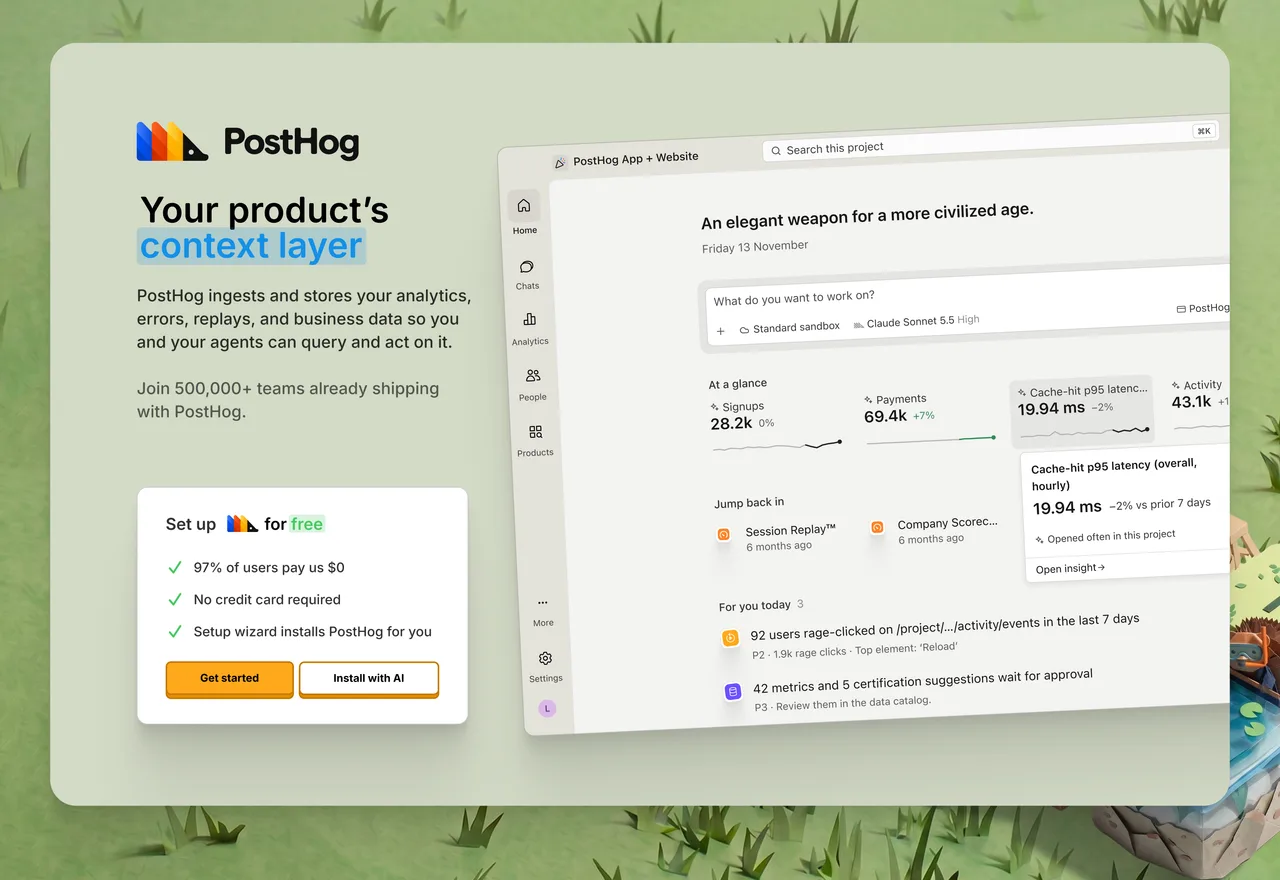 PostHog
Your product's
context layer
PostHog ingests and stores your analytics,
errors, replays, and business data so you
and your agents can query and act on it.
Join 500,000+ teams already shipping
with PostHog.
Set up for free
97% of users pay us $0
No credit card required
Setup wizard installs PostHog for you
Get started
Install with AI
PostHog App + Website
Search this project
⌘K
Home
Chats
Analytics
People
Products
More
Settings
L
An elegant weapon for a more civilized age.
Friday 13 November
What do you want to work on?
+ Standard sandbox Claude Sonnet 5.5 High
PostHog
At a glance
Signups
28.2k 0%
Payments
69.4k +7%
Cache-hit p95 latenc...
19.94 ms −2%
Activity
43.1k +1
Cache-hit p95 latency (overall,
hourly)
19.94 ms −2% vs prior 7 days
Opened often in this project
Open insight→
Jump back in
Session Replay™
6 months ago
Company Scorec...
6 months ago
For you today 3
92 users rage-clicked on /project/.../activity/events in the last 7 days
P2 · 1.9k rage clicks · Top element: ‘Reload’
42 metrics and 5 certification suggestions wait for approval
P3 · Review them in the data catalog.